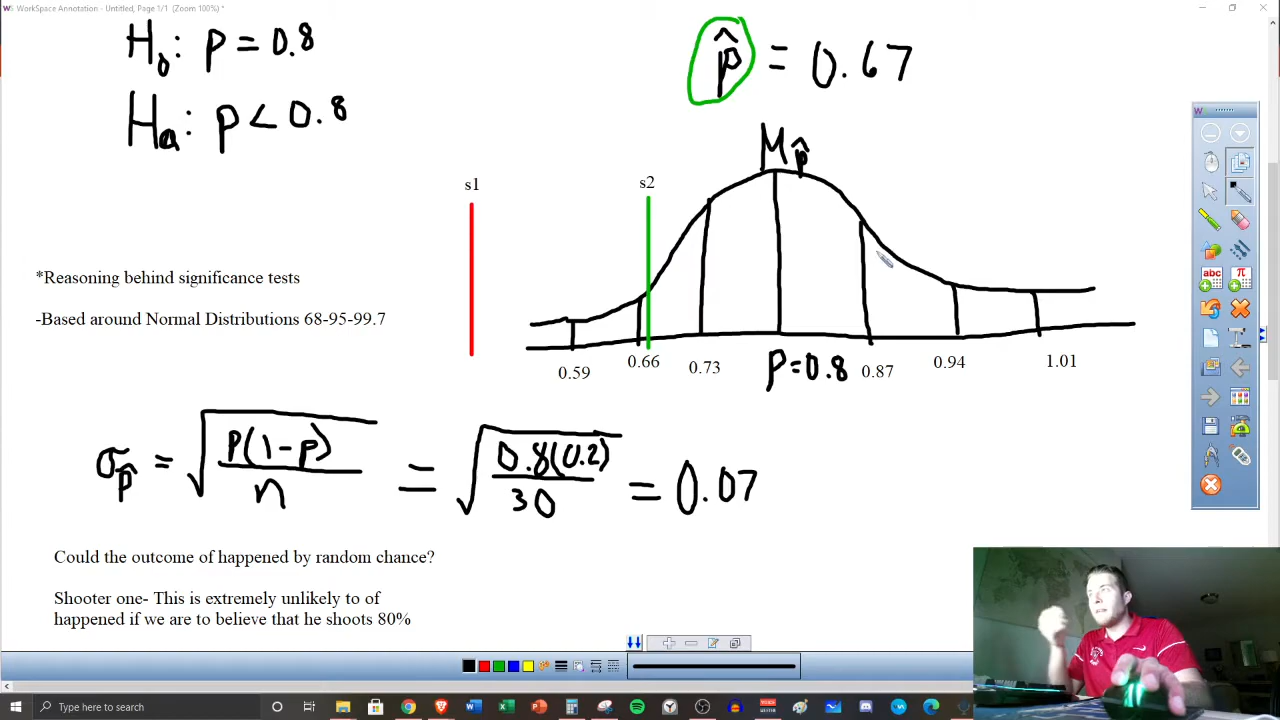 WorkSpace Annotation - Untitled, Page 1/1 (Zoom 100%) *
H₀: p = 0.8
p̂ = 0.67
Hₐ: p < 0.8
M p̂
s1
s2
*Reasoning behind significance tests
-Based around Normal Distributions 68-95-99.7
0.59
0.66
0.73
P=0.8
0.87
0.94
1.01
σp̂ = √(P(1-p)/n) = √(0.8(0.2)/30) = 0.07
Could the outcome of happened by random chance?
Shooter one- This is extremely unlikely to of
happened if we are to believe that he shoots 80%
abc
π
Type here to search